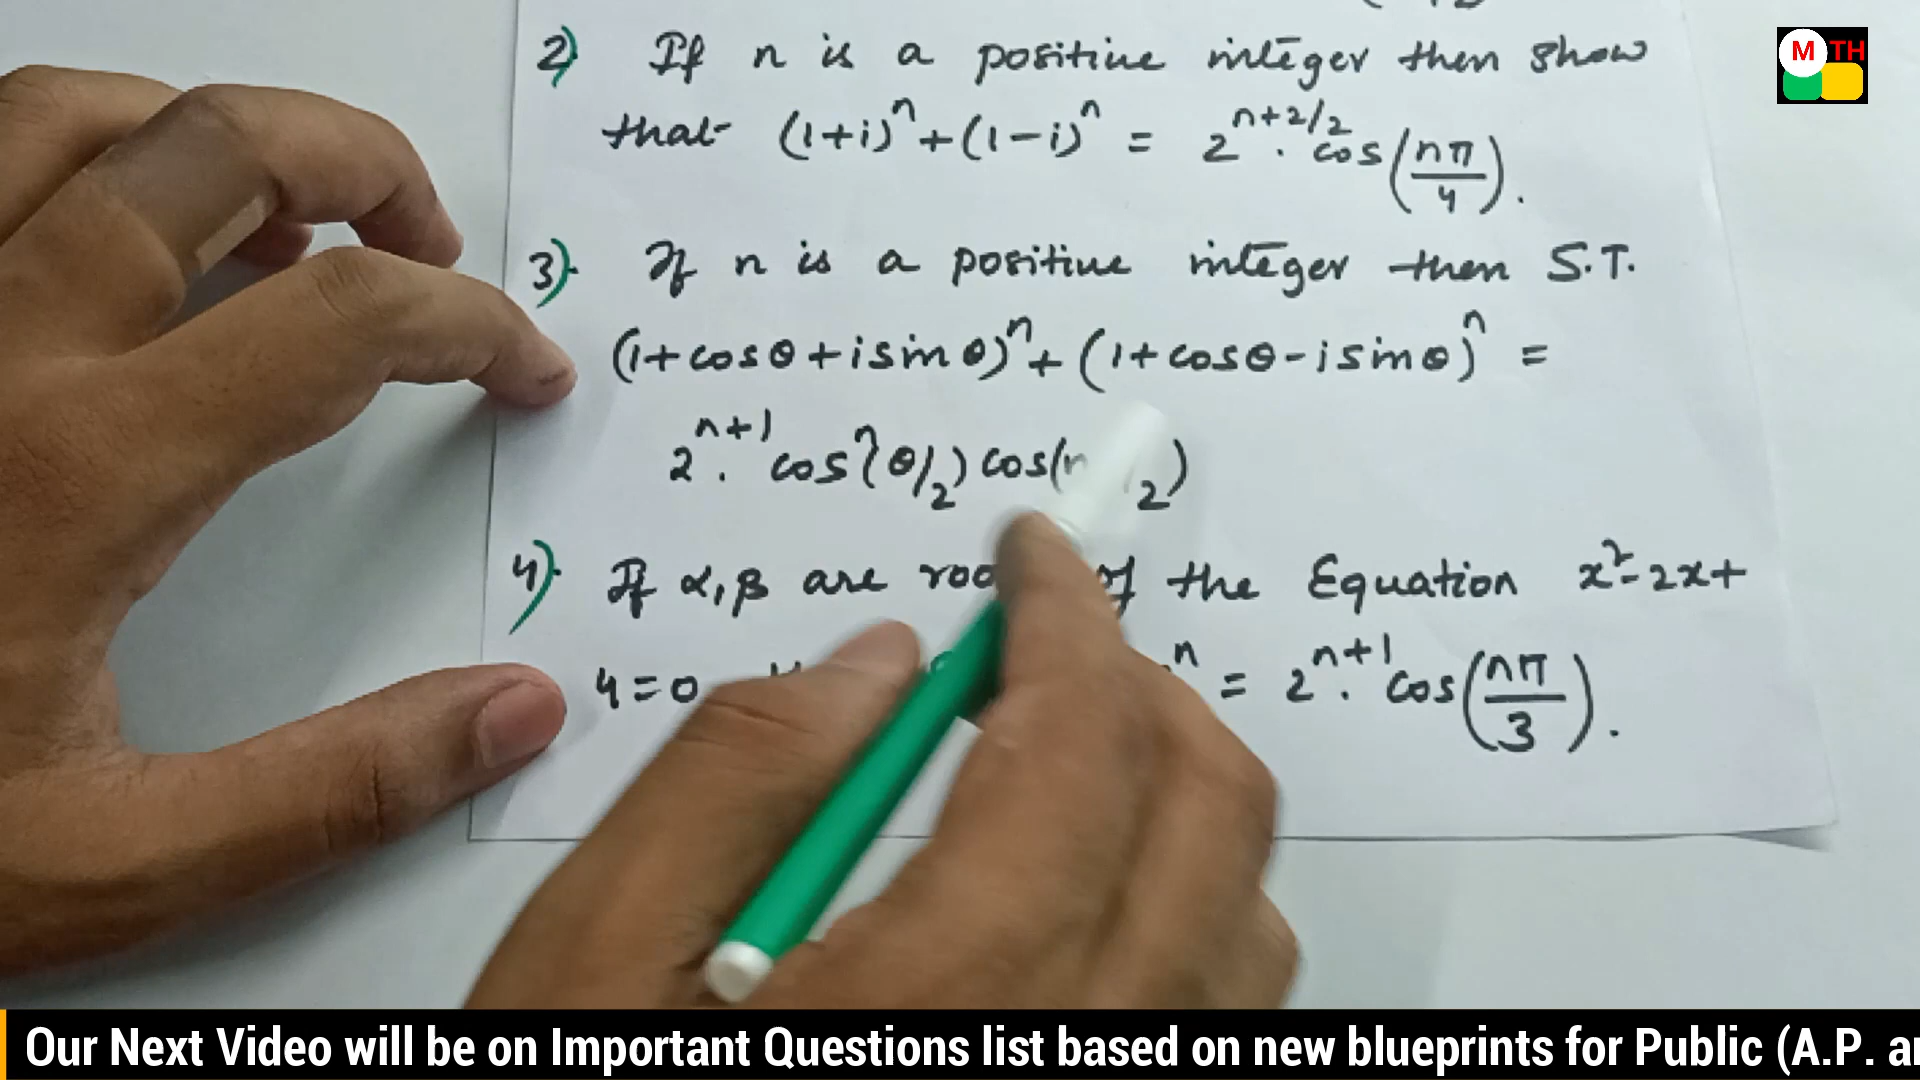 M TH
2) If n is a positive integer then show
that (1+i)^n + (1-i)^n = 2^n+2/2 . cos(nπ/4).
3). If n is a positive integer then S.T.
(1+cosθ+isinθ)^n + (1+cosθ-isinθ)^n =
2^n+1 . cos^n(θ/2) cos( 2)
4). If α,β are of the Equation x²-2x+
4=0 n = 2^n+1 . cos(nπ/3).
Our Next Video will be on Important Questions list based on new blueprints for Public (A.P.